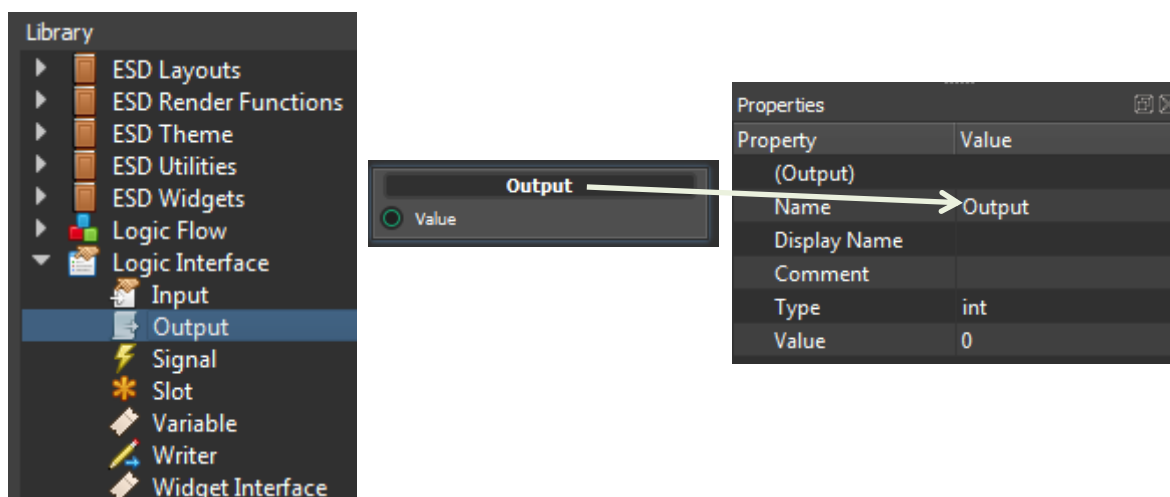 Library
ESD Layouts
ESD Render Functions
ESD Theme
ESD Utilities
ESD Widgets
Logic Flow
Logic Interface
Input
Output
Signal
Slot
Variable
Writer
Widget Interface
Output
Value
Properties
Property Value
(Output)
Name Output
Display Name
Comment
Type int
Value 0